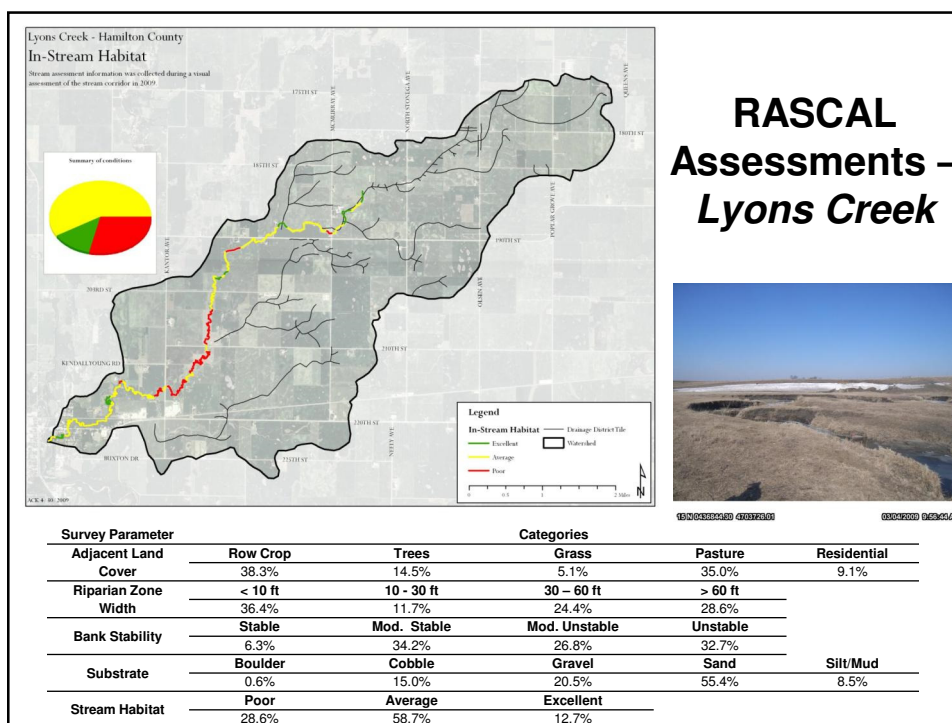 Lyons Creek - Hamilton County
In-Stream Habitat
Stream assessment information was collected during a visual
assessment of the stream corridor in 2009.
175TH ST
MCMURRAY AVE
NORTH STONEGA AVE
QUEENS AVE
180TH ST
185TH ST
Summary of conditions
KANTOR AVE
POPLAR GROVE AVE
190TH ST
OLSEN AVE
KENDALL YOUNG RD
210TH ST
220TH ST
BRIXTON DR
225TH ST
Legend
In-Stream Habitat
Excellent
Average
Poor
Drainage District Tile
Watershed
0 0.5 1 2 Miles
N
RASCAL
Assessments –
Lyons Creek
03/04/2009
Survey Parameter Categories
Adjacent Land Cover Row Crop Trees Grass Pasture Residential
38.3% 14.5% 5.1% 35.0% 9.1%
Riparian Zone Width < 10 ft 10 - 30 ft 30 – 60 ft > 60 ft
36.4% 11.7% 24.4% 28.6%
Bank Stability Stable Mod. Stable Mod. Unstable Unstable
6.3% 34.2% 26.8% 32.7%
Substrate Boulder Cobble Gravel Sand Silt/Mud
0.6% 15.0% 20.5% 55.4% 8.5%
Stream Habitat Poor Average Excellent
28.6% 58.7% 12.7%